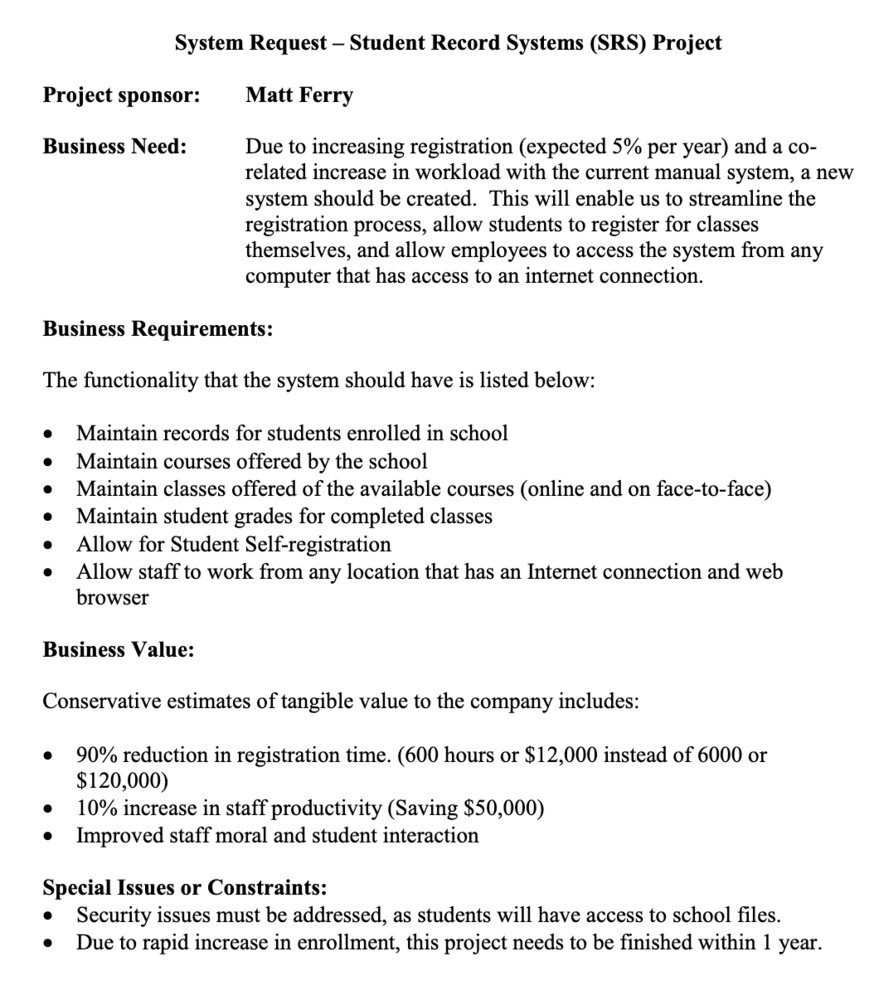 System Request – Student Record Systems (SRS) Project
Project sponsor: Matt Ferry
Business Need: Due to increasing registration (expected 5% per year) and a co-
related increase in workload with the current manual system, a new
system should be created. This will enable us to streamline the
registration process, allow students to register for classes
themselves, and allow employees to access the system from any
computer that has access to an internet connection.
Business Requirements:
The functionality that the system should have is listed below:
• Maintain records for students enrolled in school
• Maintain courses offered by the school
• Maintain classes offered of the available courses (online and on face-to-face)
• Maintain student grades for completed classes
• Allow for Student Self-registration
• Allow staff to work from any location that has an Internet connection and web
browser
Business Value:
Conservative estimates of tangible value to the company includes:
• 90% reduction in registration time. (600 hours or $12,000 instead of 6000 or
$120,000)
• 10% increase in staff productivity (Saving $50,000)
• Improved staff moral and student interaction
Special Issues or Constraints:
• Security issues must be addressed, as students will have access to school files.
• Due to rapid increase in enrollment, this project needs to be finished within 1 year.